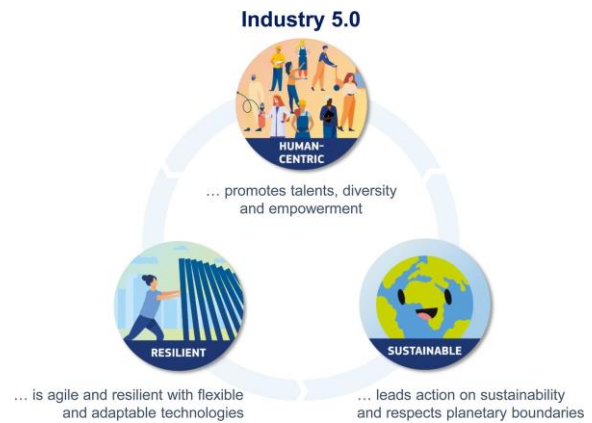 Industry 5.0
HUMAN-
CENTRIC
... promotes talents, diversity
and empowerment
RESILIENT
... is agile and resilient with flexible
and adaptable technologies
SUSTAINABLE
... leads action on sustainability
and respects planetary boundaries